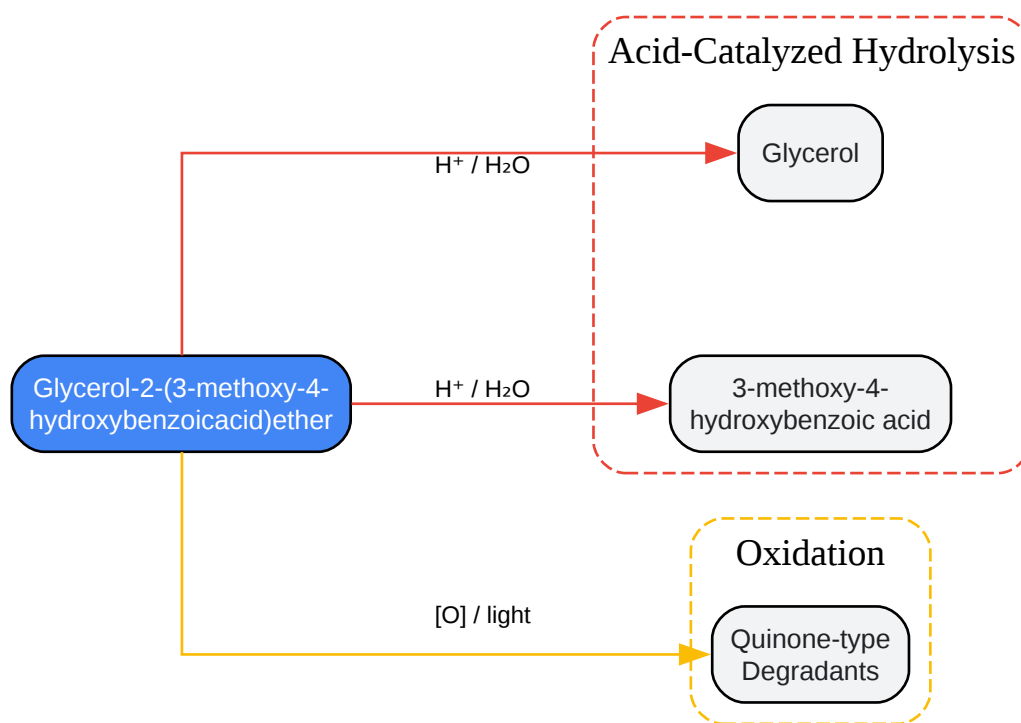 Acid-Catalyzed Hydrolysis
Glycerol
H⁺ / H₂O
Glycerol-2-(3-methoxy-4-
hydroxybenzoicacid)ether
H⁺ / H₂O
3-methoxy-4-
hydroxybenzoic acid
Oxidation
[O] / light
Quinone-type
Degradants